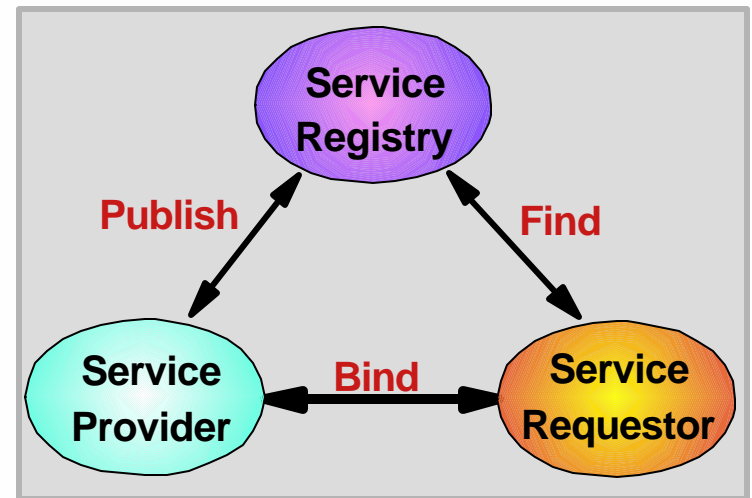 Service
Registry
Publish
Find
Service
Provider
Bind
Service
Requestor